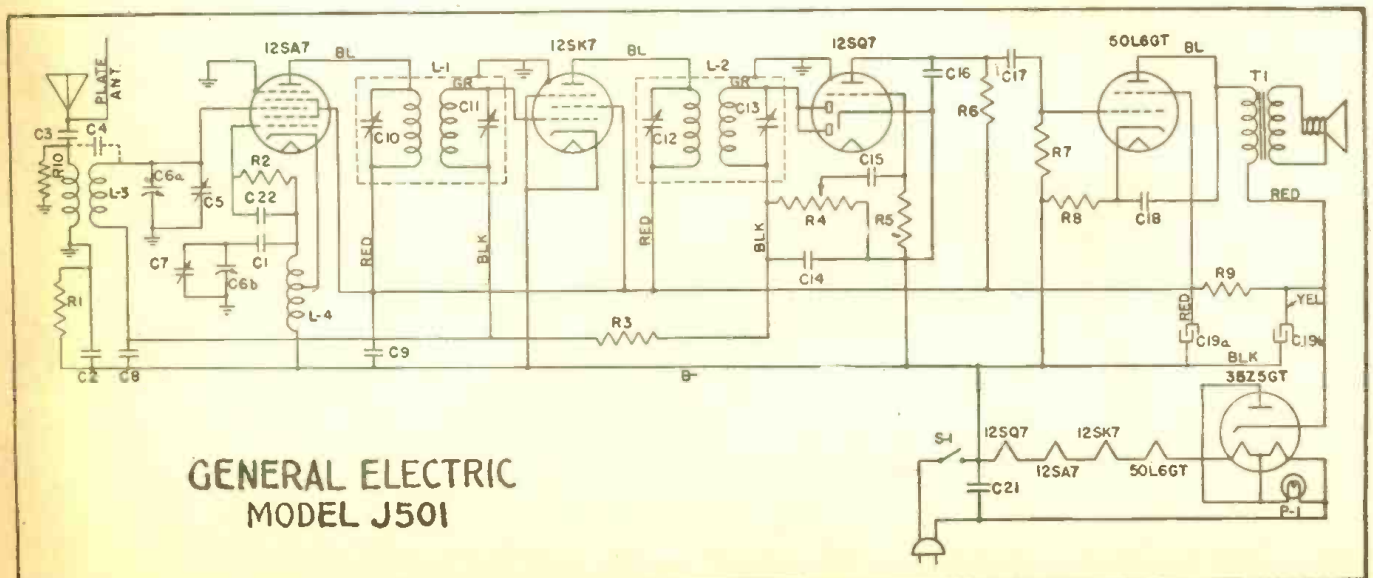 12SA7
BL
L-1
12SK7
BL
L-2
12SQ7
50L6GT
BL
PLATE
ANT.
C3
C4
R10
L-3
C6a
C5
R2
C22
C1
C7
C6b
L-4
R1
C2
C8
C10
GR
C11
RED
BLK
C9
R3
C12
GR
C13
RED
BLK
R4
C15
R5
C14
C16
R6
C17
R7
R8
C18
T1
RED
R9
RED
YEL
C19a
C19b
BLK
B-
35Z5GT
S-1
12SQ7
12SA7
12SK7
50L6GT
C21
P-1
GENERAL ELECTRIC
MODEL J501